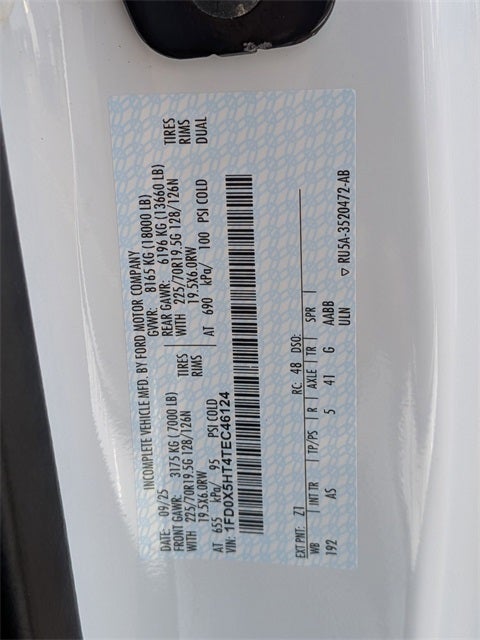 INCOMPLETE VEHICLE MFD. BY FORD MOTOR COMPANY
DATE: 09/25 GVWR: 8165 KG (18000 LB)
FRONT GAWR: 3175 KG (7000 LB) REAR GAWR: 6196 KG (13660 LB)
WITH 225/70R19.5G 128/126N TIRES WITH 225/70R19.5G 128/126N TIRES
19.5X6.0RW RIMS 19.5X6.0RW RIMS
AT 655 kPa/ 95 PSI COLD AT 690 kPa/ 100 PSI COLD DUAL
VIN: 1FD0X5HT4TEC46124
EXT PNT: Z1 RC: 48 DSO:
WB INT TR TP/PS R AXLE TR SPR
192 AS 5 41 G AABB
ULN
▽ RU5A-3520472-AB